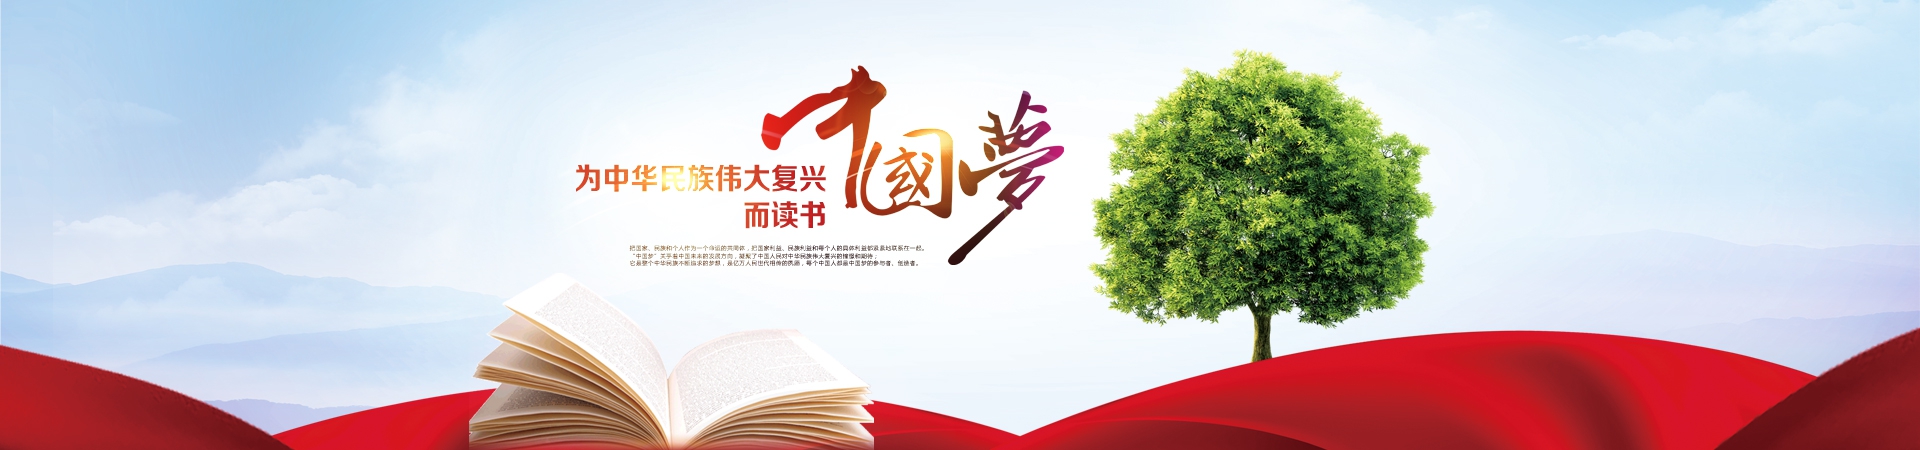 中國夢
为中华民族伟大复兴
而读书
把国家、民族和个人作为一个命运的共同体，把国家利益、民族利益和每个人的具体利益都紧紧地联系在一起。
“中国梦”关乎着中国未来的发展方向，凝聚了中国人民对中华民族伟大复兴的憧憬和期待；
它是整个中华民族不断追求的梦想，是亿万人民世代相传的夙愿，每个中国人都是中国梦的参与者、创造者。